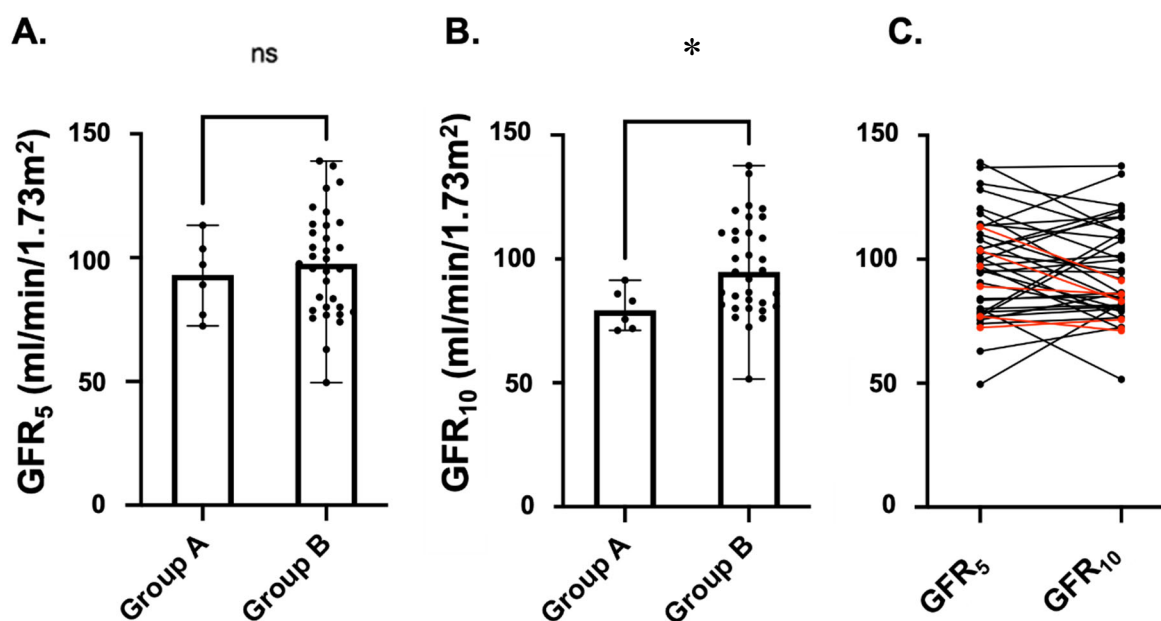 A.
ns
GFR₅ (ml/min/1.73m²)
150
100
50
0
Group A
Group B
B.
*
GFR₁₀ (ml/min/1.73m²)
150
100
50
0
Group A
Group B
C.
150
100
50
0
GFR₅
GFR₁₀